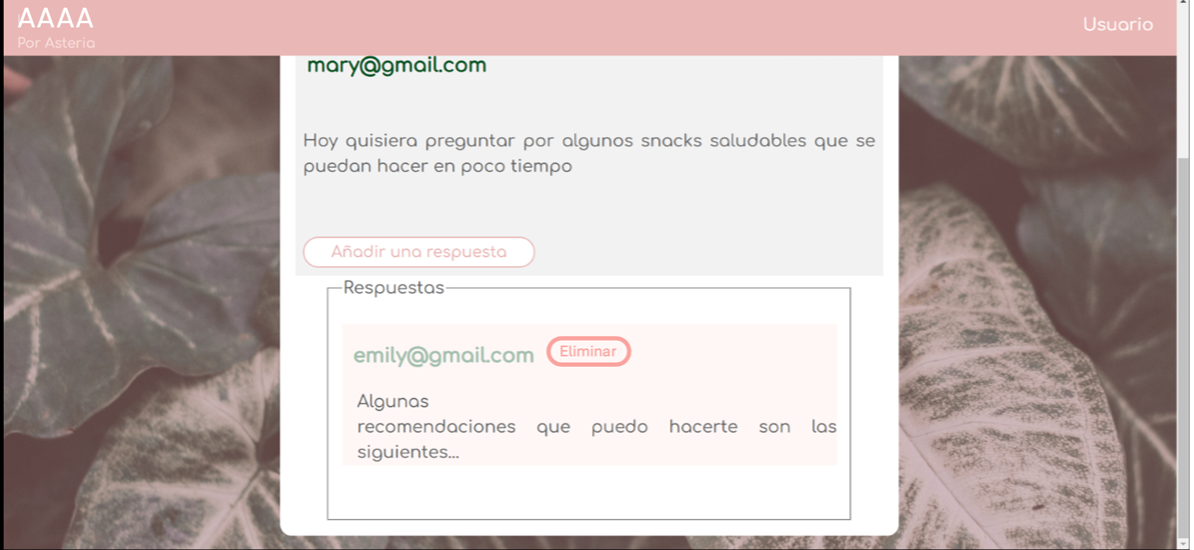 AAAA
Por Asteria
Usuario
mary@gmail.com
Hoy quisiera preguntar por algunos snacks saludables que se
puedan hacer en poco tiempo
Añadir una respuesta
Respuestas
emily@gmail.com
Eliminar
Algunas
recomendaciones que puedo hacerte son las
siguientes...